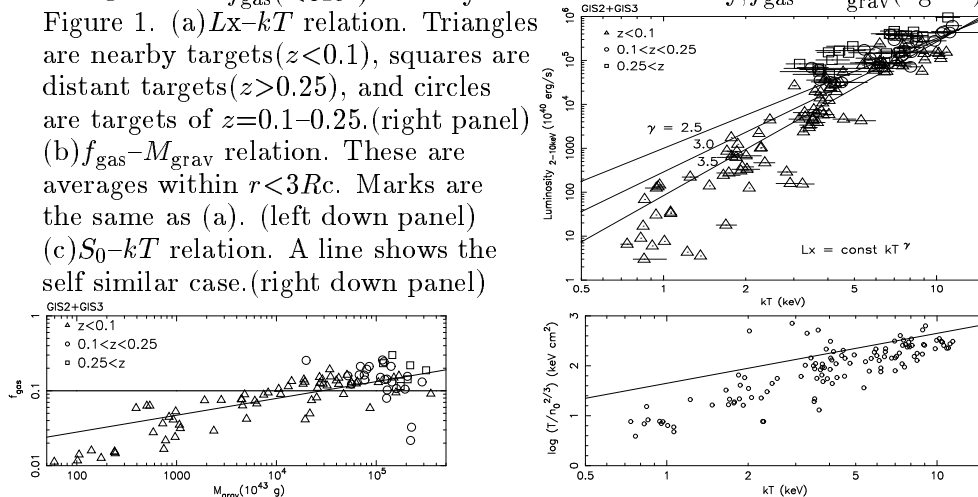 Figure 1. (a)Lx–kT relation. Triangles
are nearby targets(z<0.1), squares are
distant targets(z>0.25), and circles
are targets of z=0.1–0.25.(right panel)
(b)fgas–Mgrav relation. These are
averages within r<3Rc. Marks are
the same as (a). (left down panel)
(c)S0–kT relation. A line shows the
self similar case.(right down panel)
GIS2+GIS3
z<0.1
0.1<z<0.25
0.25<z
γ = 2.5
3.0
3.5
Lx = const kT γ
Luminosity 2-10keV (10^40 erg/s)
10^6
10^5
10^4
1000
100
10
1
0.5 1 2 5 10
kT (keV)
GIS2+GIS3
z<0.1
0.1<z<0.25
0.25<z
fgas
1
0.1
0.01
100 1000 10^4 10^5
Mgrav(10^43 g)
log (T/n0^2/3) (keV cm^2)
3
2
1
0
0.5 1 2 5 10
kT (keV)